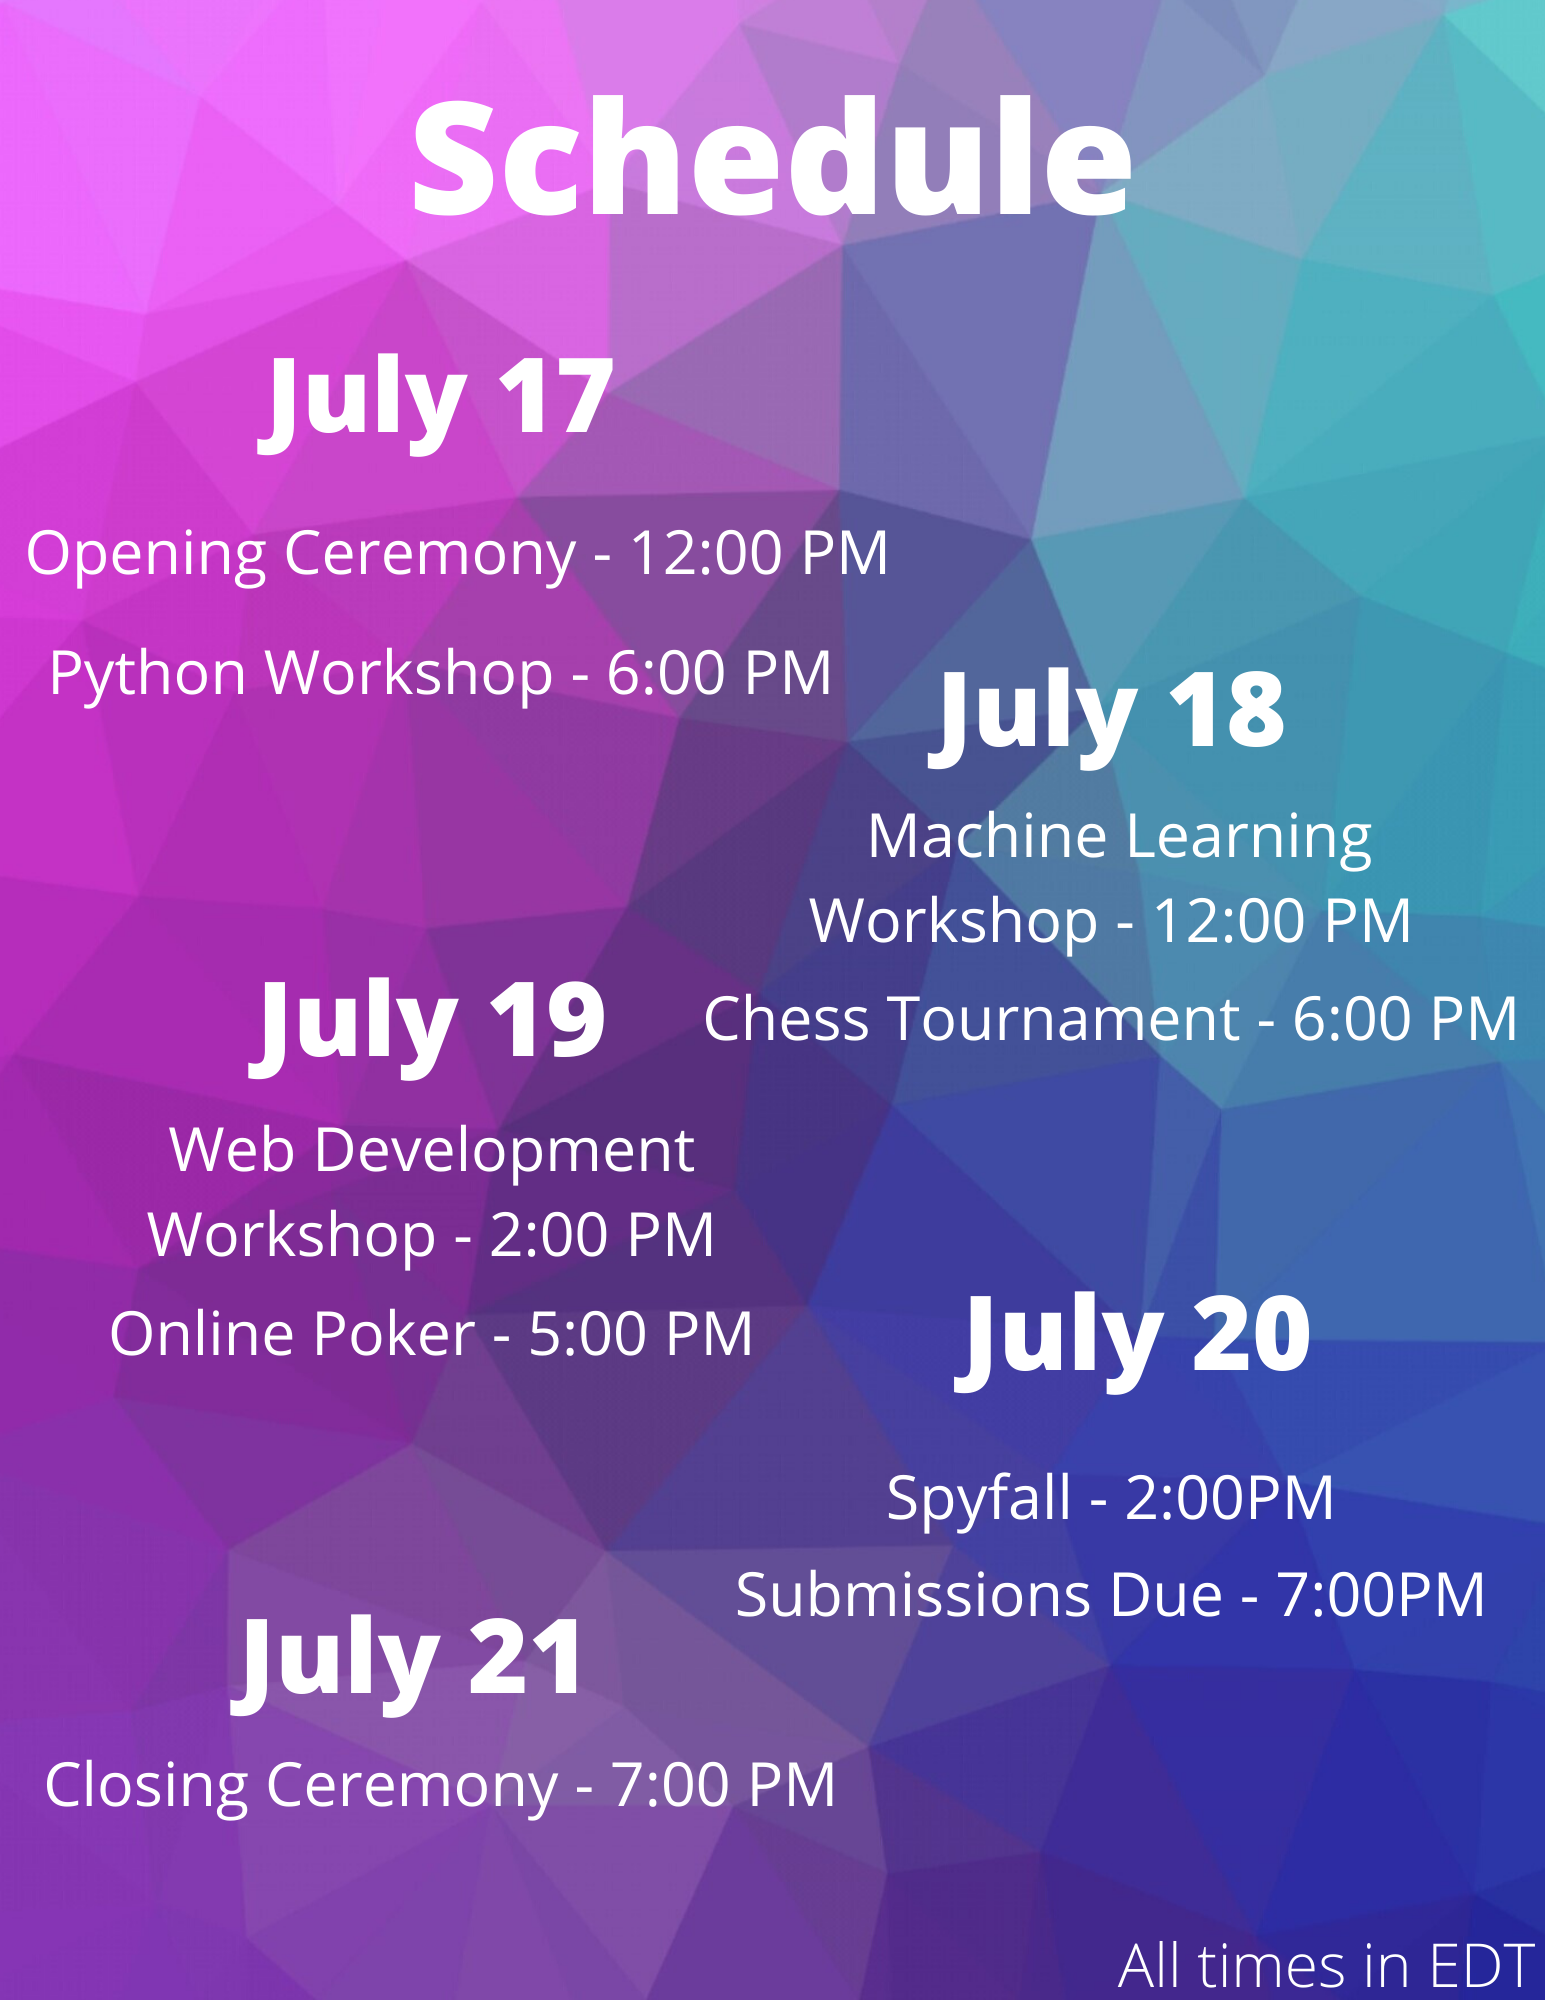 Schedule
July 17
Opening Ceremony - 12:00 PM
Python Workshop - 6:00 PM
July 18
Machine Learning
Workshop - 12:00 PM
Chess Tournament - 6:00 PM
July 19
Web Development
Workshop - 2:00 PM
Online Poker - 5:00 PM
July 20
Spyfall - 2:00PM
Submissions Due - 7:00PM
July 21
Closing Ceremony - 7:00 PM
All times in EDT